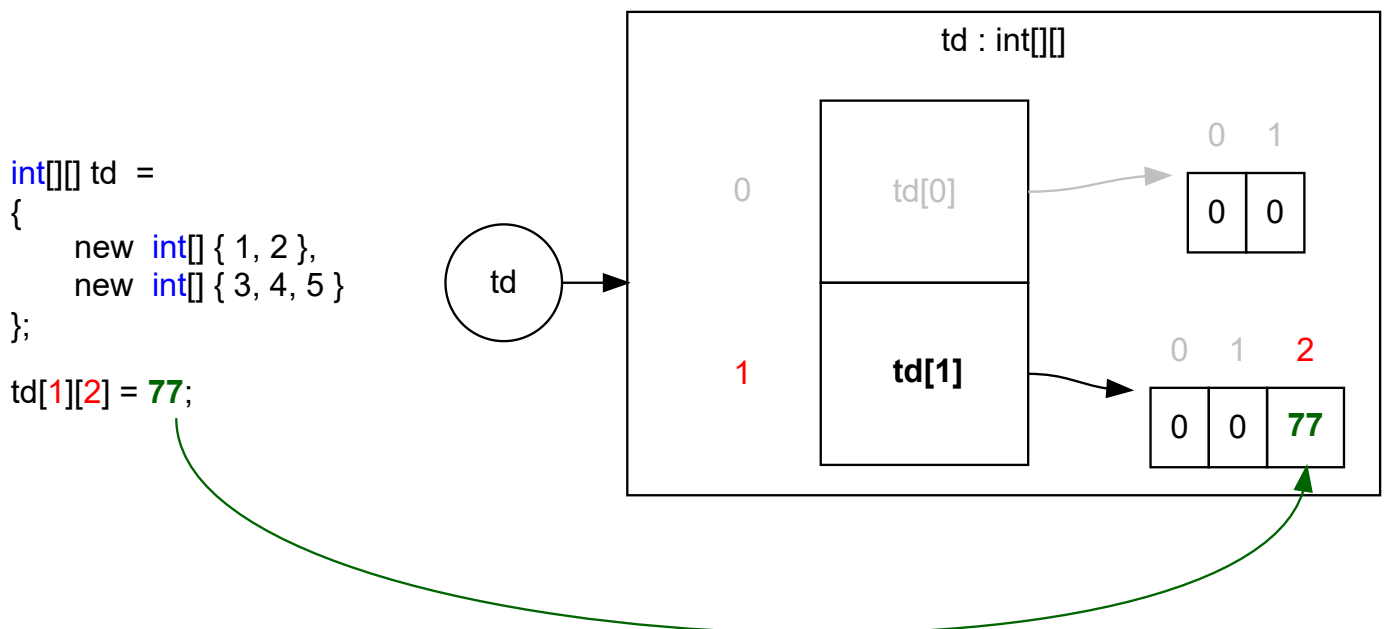 int[][] td =
{
new int[] { 1, 2 },
new int[] { 3, 4, 5 }
};
td[1][2] = 77;
td
td : int[][]
0
td[0]
0 1
0 0
1
td[1]
0 1 2
0 0 77